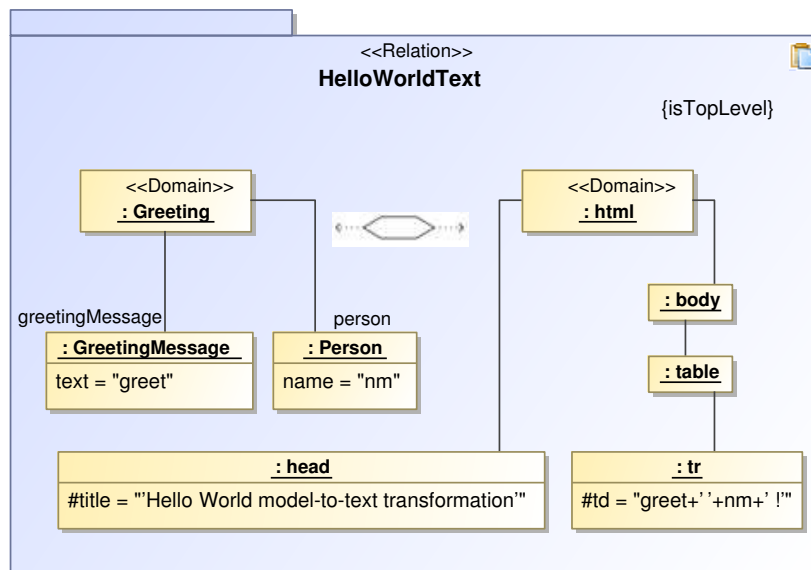 <<Relation>>
HelloWorldText
{isTopLevel}
<<Domain>>
: Greeting
<<Domain>>
: html
: body
greetingMessage
person
: GreetingMessage
text = "greet"
: Person
name = "nm"
: table
: head
#title = "'Hello World model-to-text transformation'"
: tr
#td = "greet+' '+nm+' !'"